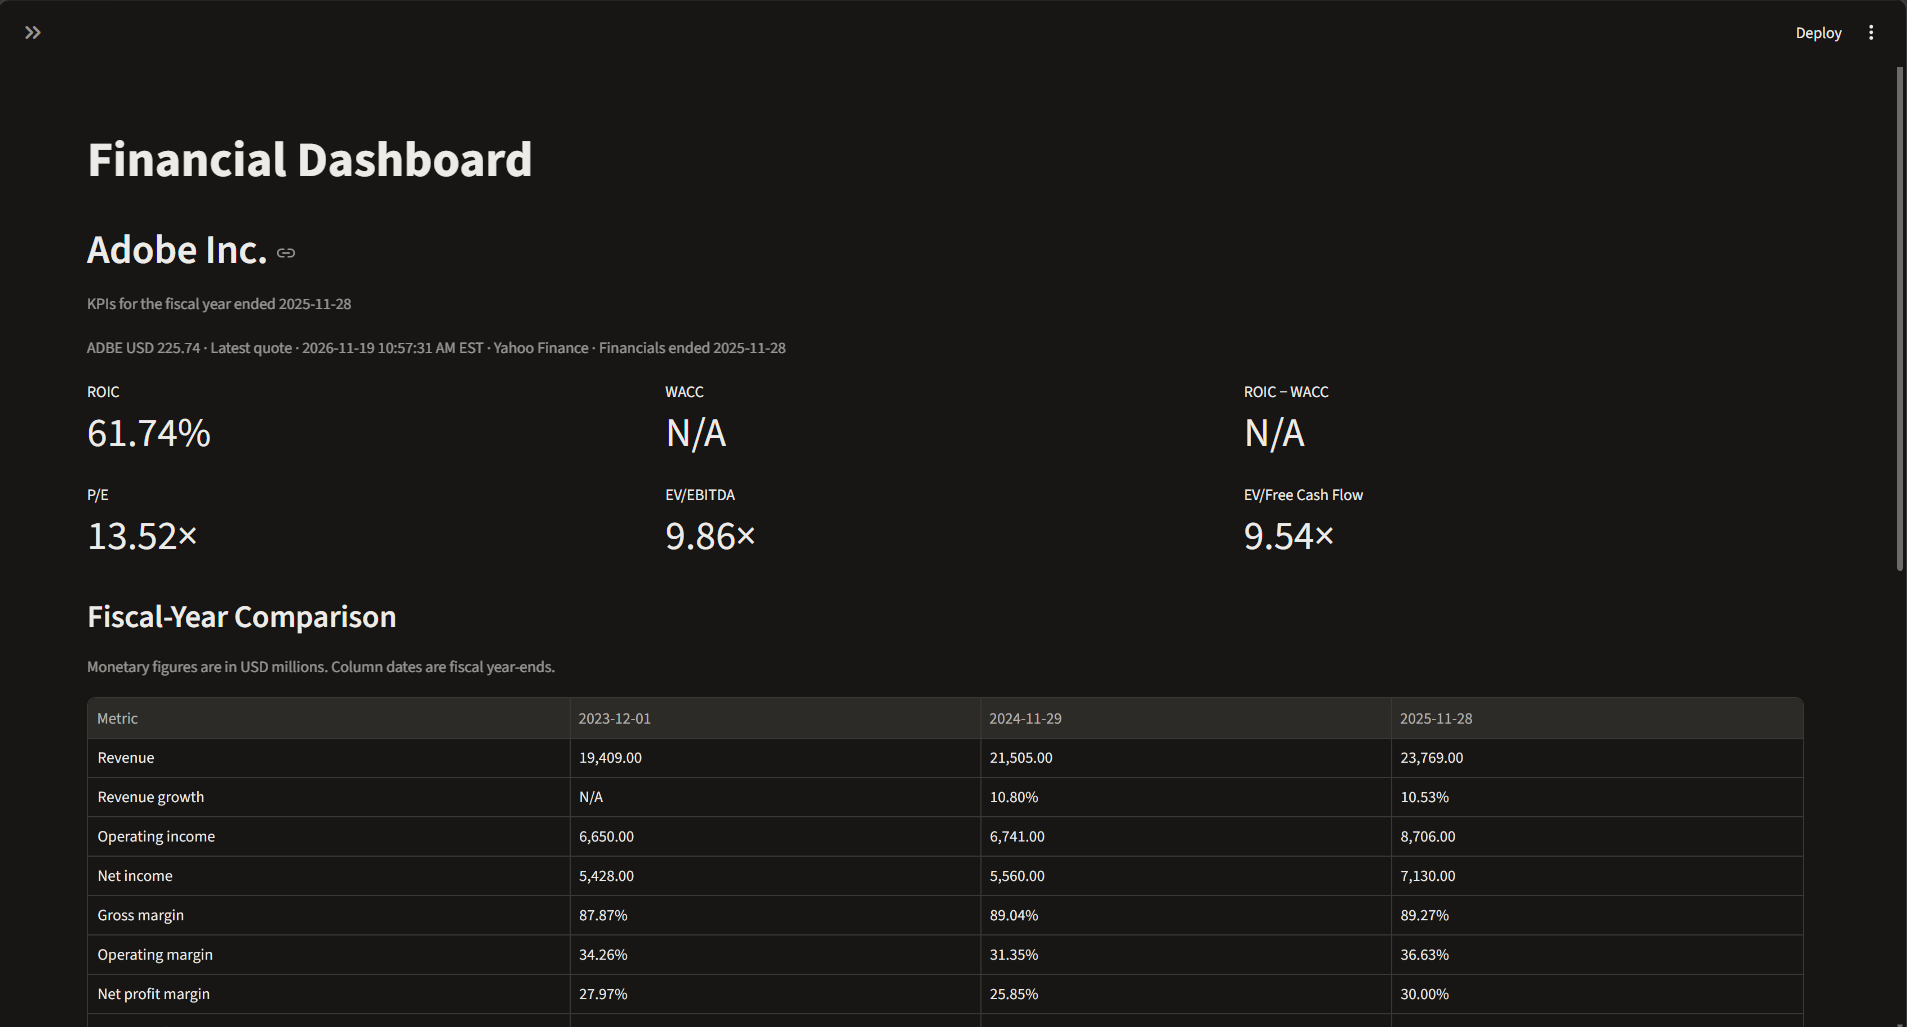 Deploy
Financial Dashboard
Adobe Inc.
KPIs for the fiscal year ended 2025-11-28
ADBE USD 225.74 · Latest quote · 2026-11-19 10:57:31 AM EST · Yahoo Finance · Financials ended 2025-11-28
ROIC WACC ROIC − WACC
61.74% N/A N/A
P/E EV/EBITDA EV/Free Cash Flow
13.52× 9.86× 9.54×
Fiscal-Year Comparison
Monetary figures are in USD millions. Column dates are fiscal year-ends.
Metric 2023-12-01 2024-11-29 2025-11-28
Revenue 19,409.00 21,505.00 23,769.00
Revenue growth N/A 10.80% 10.53%
Operating income 6,650.00 6,741.00 8,706.00
Net income 5,428.00 5,560.00 7,130.00
Gross margin 87.87% 89.04% 89.27%
Operating margin 34.26% 31.35% 36.63%
Net profit margin 27.97% 25.85% 30.00%